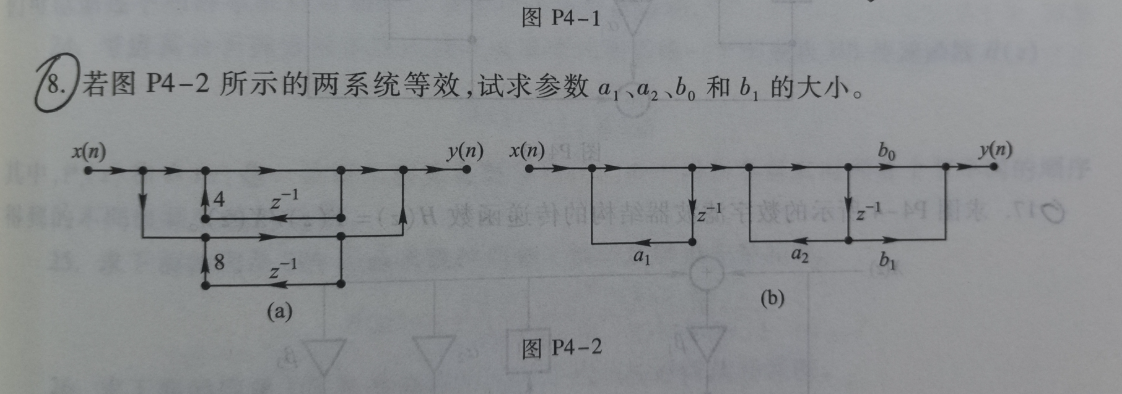 图 P4-1
8. 若图 P4-2 所示的两系统等效,试求参数 a₁、a₂、b₀ 和 b₁ 的大小。
x(n) y(n) x(n) b₀ y(n)
4 z⁻¹ z⁻¹ z⁻¹
8 z⁻¹ a₁ a₂ b₁
(a) (b)
图 P4-2